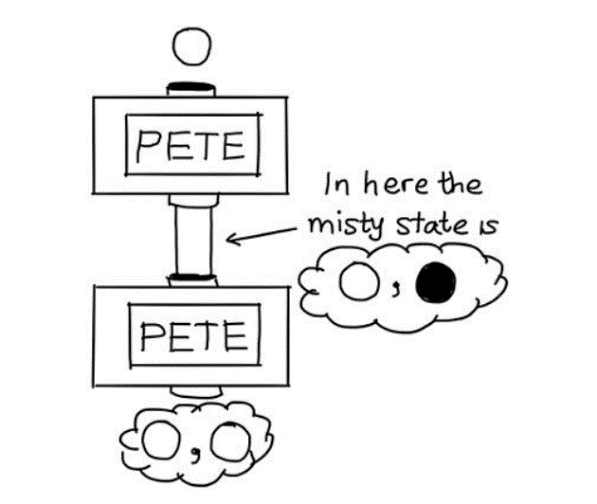 PETE
In here the
misty state is
,
PETE
,